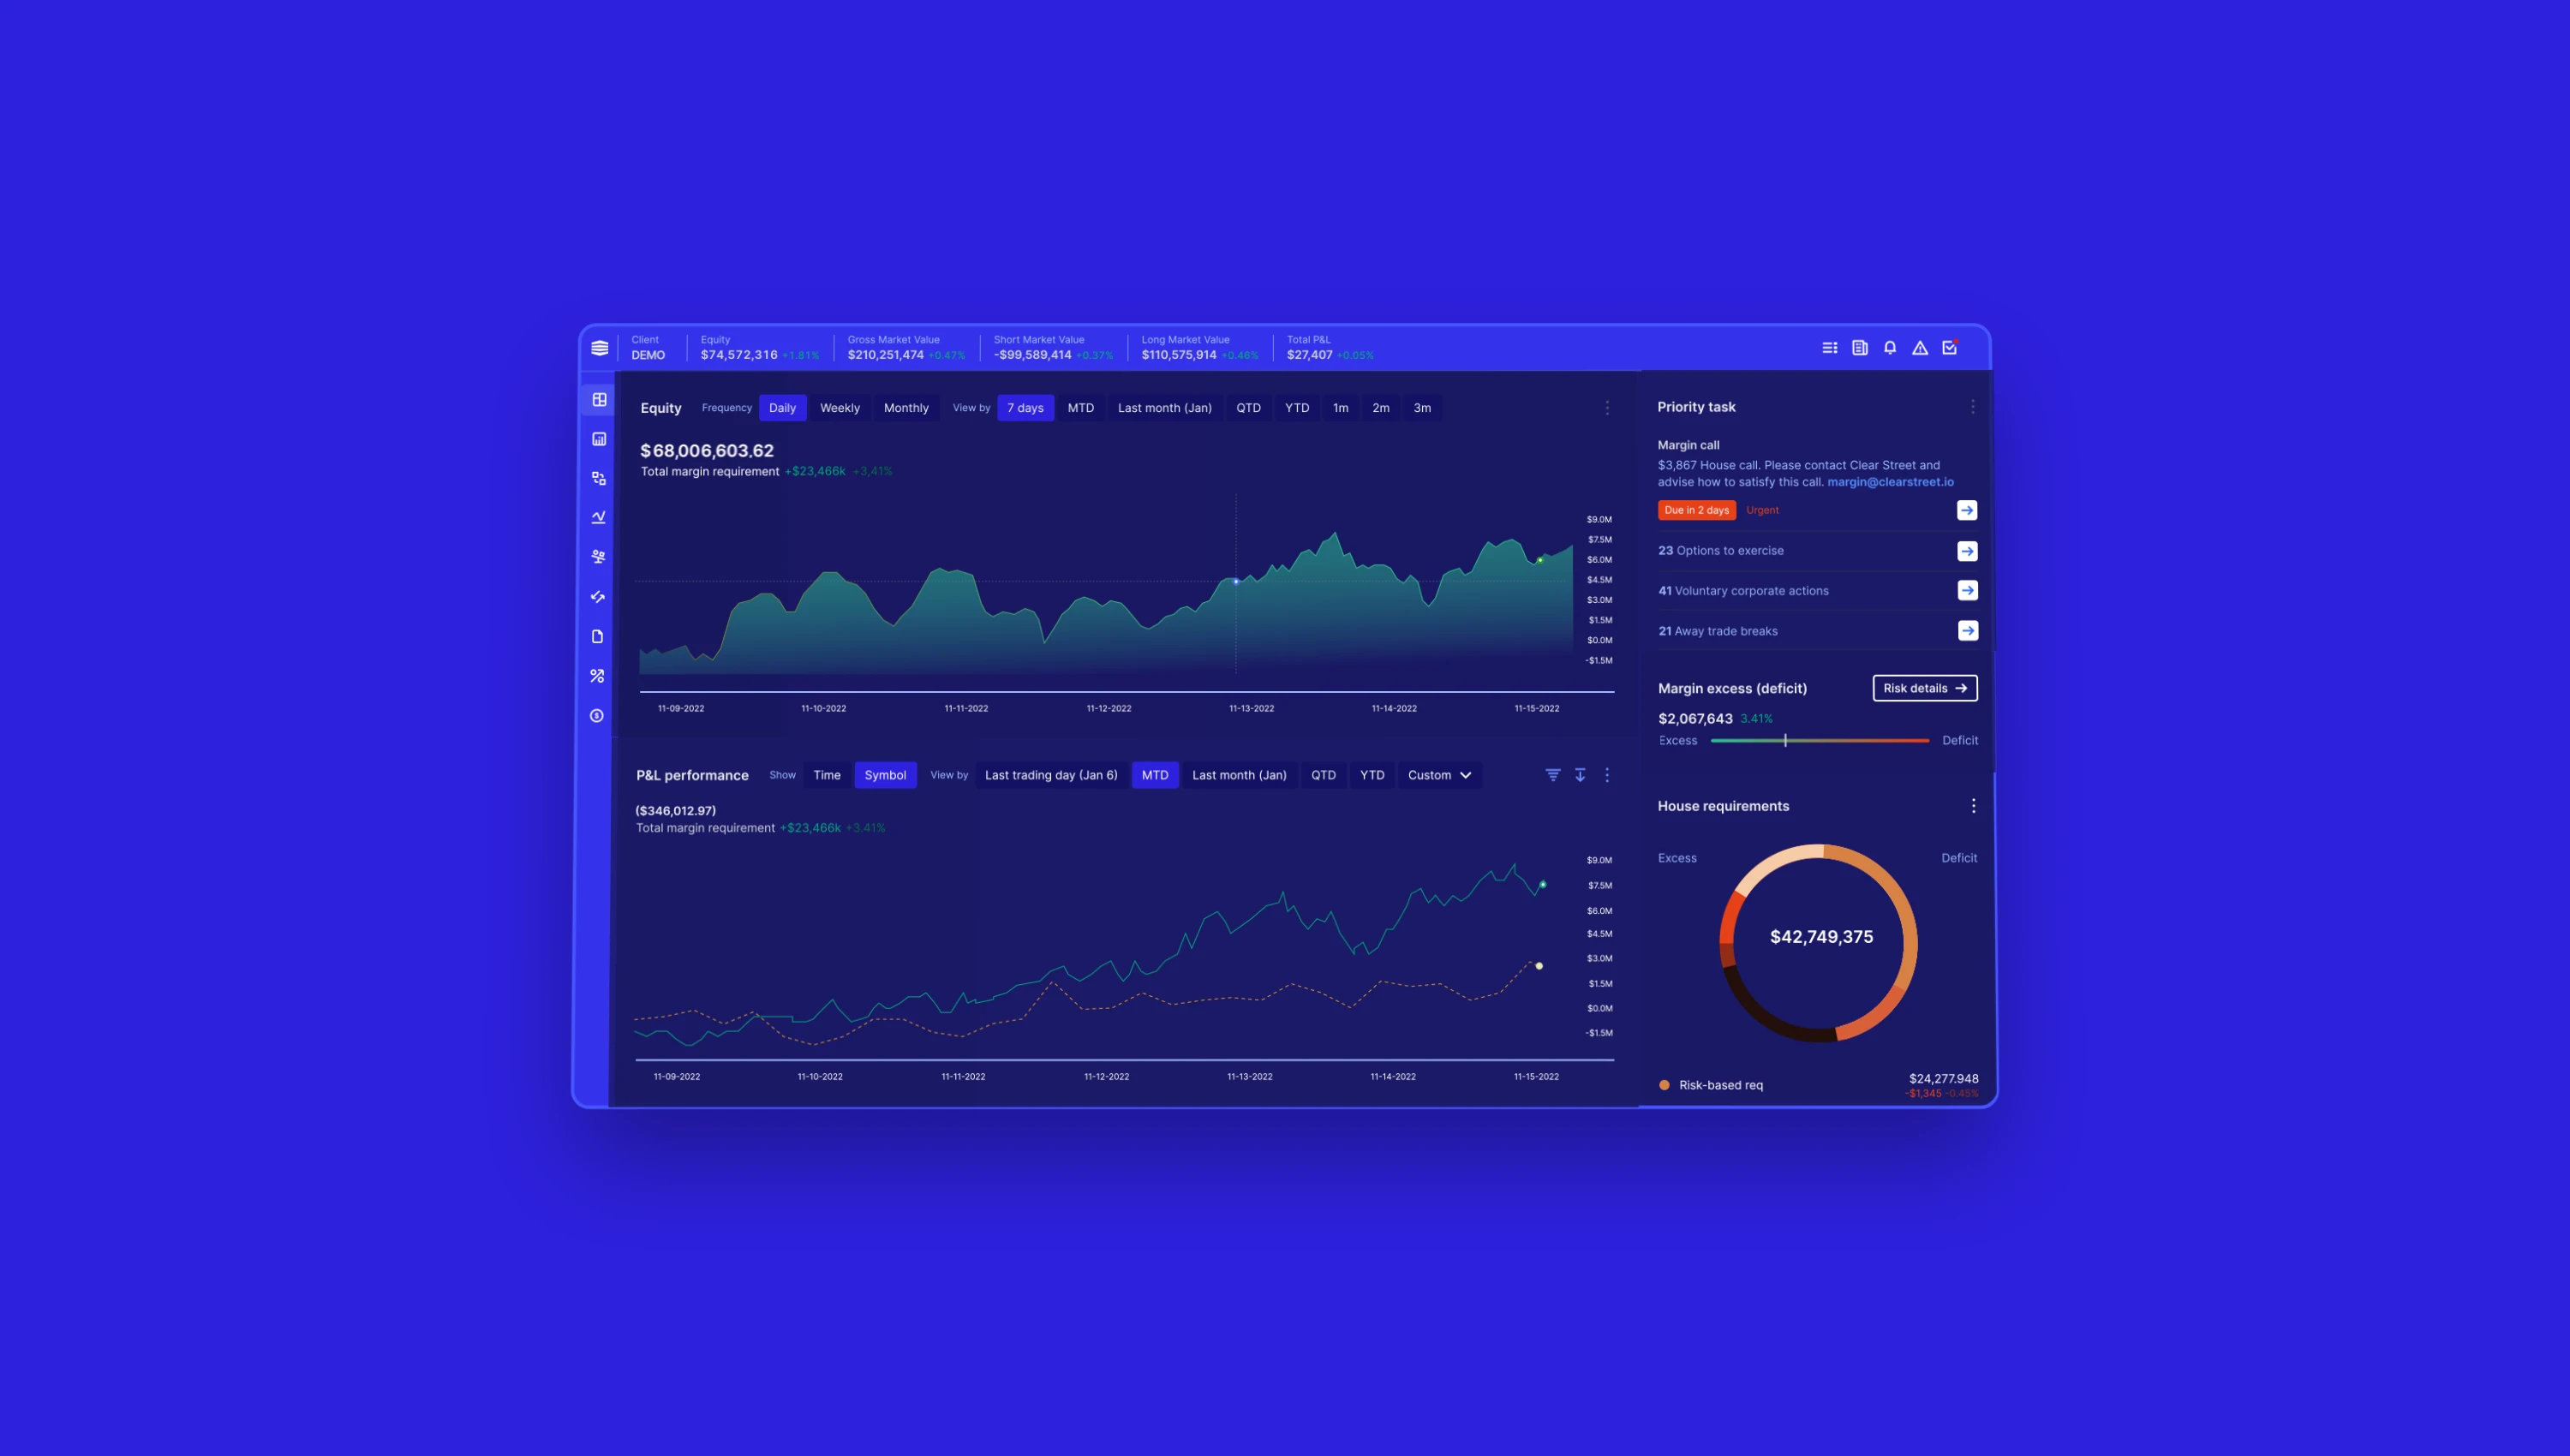 Client
DEMO
Equity
$74,572,316 +1.81%
Gross Market Value
$210,251,474 +0.47%
Short Market Value
-$99,589,414 +0.37%
Long Market Value
$110,575,914 +0.46%
Total P&L
$27,407 +0.05%
Equity Frequency Daily Weekly Monthly View by 7 days MTD Last month (Jan) QTD YTD 1m 2m 3m
$68,006,603.62
Total margin requirement +$23,466k +3,41%
$9.0M
$7.5M
$6.0M
$4.5M
$3.0M
$1.5M
$0.0M
-$1.5M
11-09-2022 11-10-2022 11-11-2022 11-12-2022 11-13-2022 11-14-2022 11-15-2022
P&L performance Show Time Symbol View by Last trading day (Jan 6) MTD Last month (Jan) QTD YTD Custom
($346,012.97)
Total margin requirement +$23,466k +3.41%
$9.0M
$7.5M
$6.0M
$4.5M
$3.0M
$1.5M
$0.0M
-$1.5M
11-09-2022 11-10-2022 11-11-2022 11-12-2022 11-13-2022 11-14-2022 11-15-2022
Priority task
Margin call
$3,867 House call. Please contact Clear Street and
advise how to satisfy this call. margin@clearstreet.io
Due in 2 days Urgent
23 Options to exercise
41 Voluntary corporate actions
21 Away trade breaks
Margin excess (deficit) Risk details
$2,067,643 3.41%
Excess Deficit
House requirements
Excess Deficit
$42,749,375
Risk-based req $24,277.948
-$1,345 -0.45%